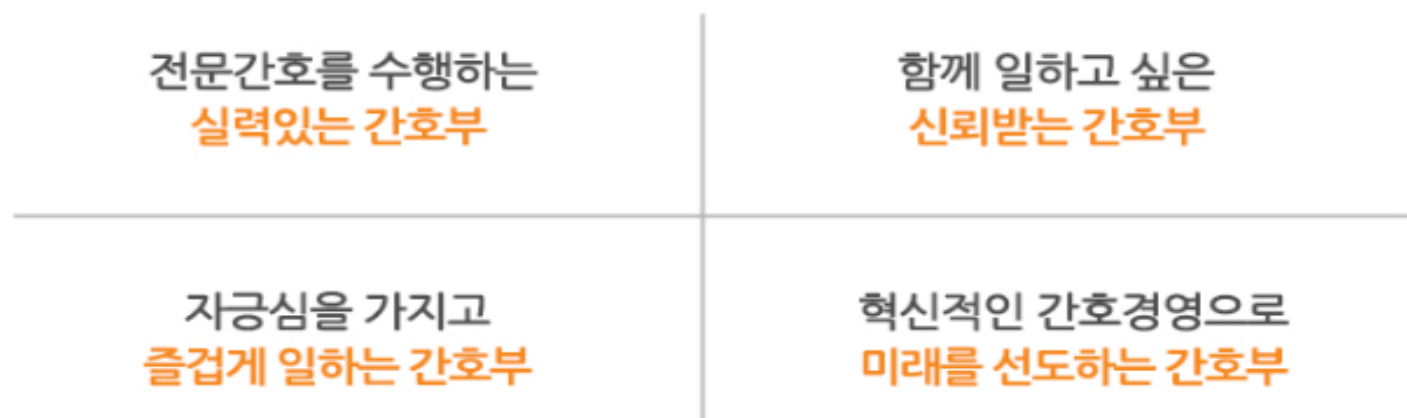 전문간호를 수행하는
실력있는 간호부
함께 일하고 싶은
신뢰받는 간호부
자긍심을 가지고
즐겁게 일하는 간호부
혁신적인 간호경영으로
미래를 선도하는 간호부